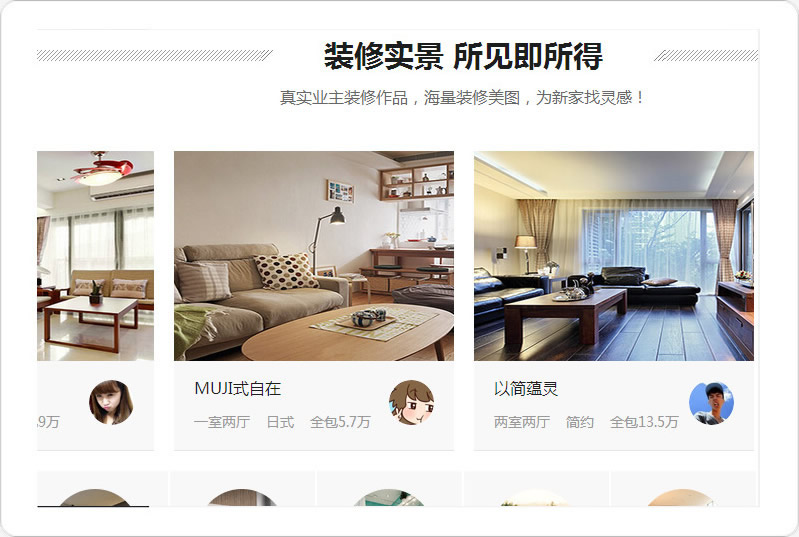 装修实景 所见即所得
真实业主装修作品，海量装修美图，为新家找灵感！
MUJI式自在
以简蕴灵
.9万
一室两厅 日式 全包5.7万
两室两厅 简约 全包13.5万